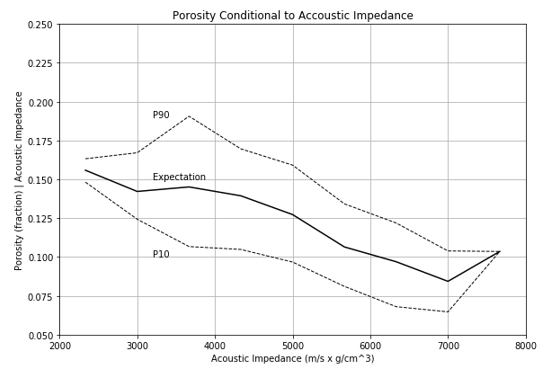 Porosity Conditional to Accoustic Impedance
0.250
0.225
0.200
0.175
0.150
0.125
0.100
0.075
0.050
Porosity (fraction) | Acoustic Impedance
P90
Expectation
P10
2000 3000 4000 5000 6000 7000 8000
Acoustic Impedance (m/s x g/cm^3)